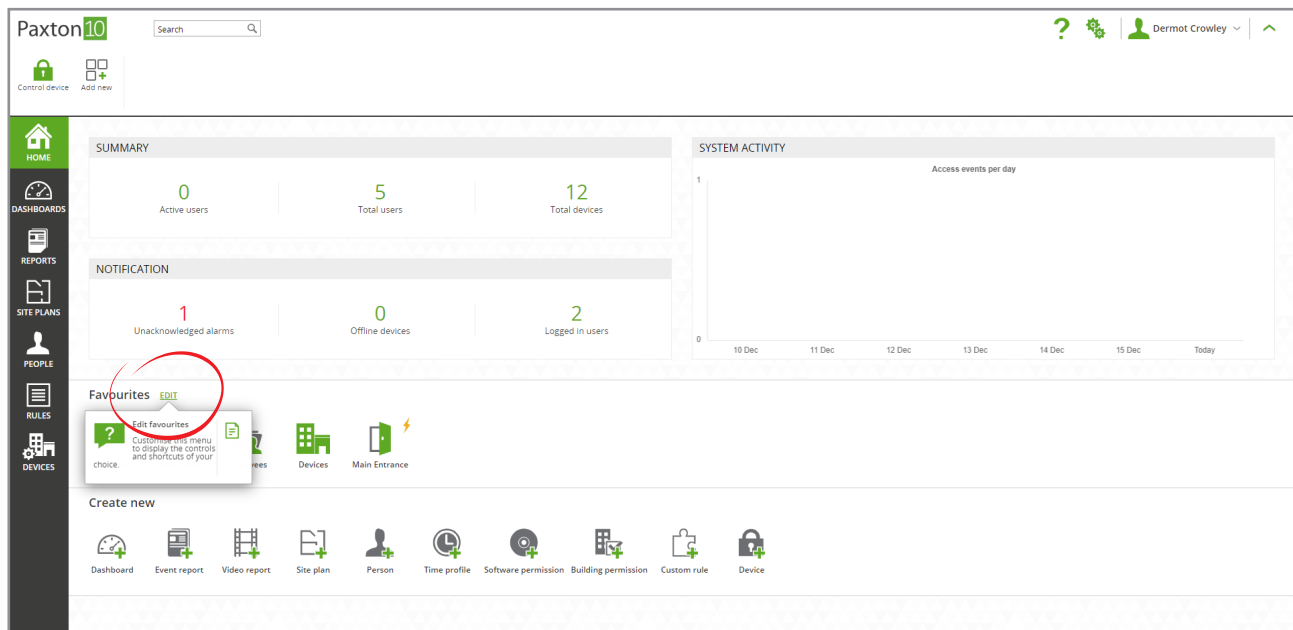 Paxton10
Search
?
Dermot Crowley
Control device
Add new
HOME
DASHBOARDS
REPORTS
SITE PLANS
PEOPLE
RULES
DEVICES
SUMMARY
0
Active users
5
Total users
12
Total devices
NOTIFICATION
1
Unacknowledged alarms
0
Offline devices
2
Logged in users
SYSTEM ACTIVITY
Access events per day
1
0
10 Dec
11 Dec
12 Dec
13 Dec
14 Dec
15 Dec
Today
Favourites EDIT
?
Edit favourites
Customise this menu
to display the controls
and shortcuts of your
choice.
Devices
Main Entrance
Create new
Dashboard
Event report
Video report
Site plan
Person
Time profile
Software permission
Building permission
Custom rule
Device